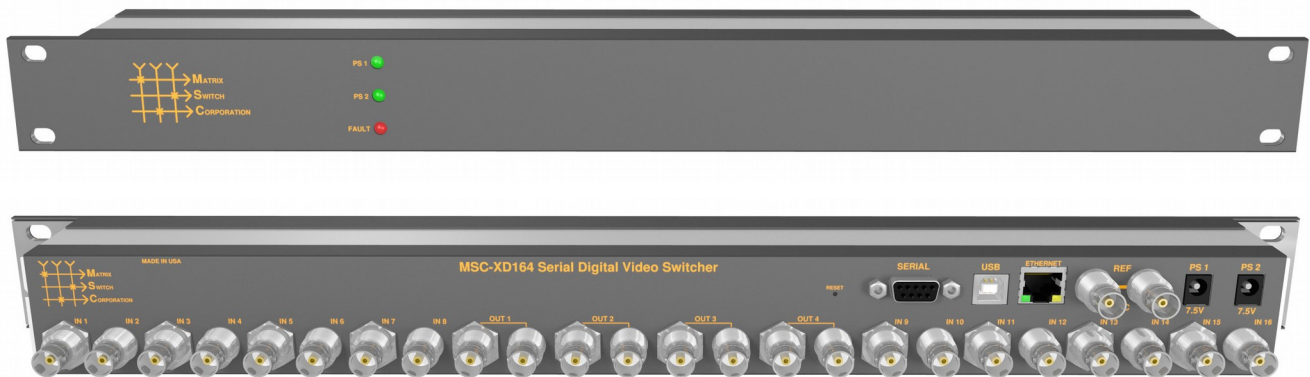 PS 1
MATRIX
SWITCH
PS 2
CORPORATION
FAULT
MADE IN USA
MSC-XD164 Serial Digital Video Switcher
MATRIX
SWITCH
CORPORATION
RESET
SERIAL
USB
ETHERNET
REF
PS 1
PS 2
7.5V
7.5V
IN 1
IN 2
IN 3
IN 4
IN 5
IN 6
IN 7
IN 8
OUT 1
OUT 2
OUT 3
OUT 4
IN 9
IN 10
IN 11
IN 12
IN 13
IN 14
IN 15
IN 16